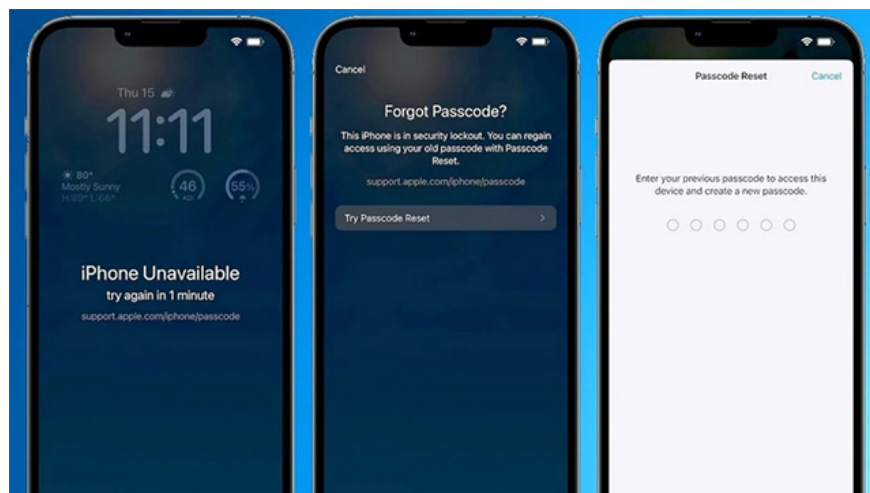 Thu 15
11:11
80°
Mostly Sunny
H:89° L:66°
46
AQI
55%
iPhone Unavailable
try again in 1 minute
support.apple.com/iphone/passcode
Cancel
Forgot Passcode?
This iPhone is in security lockout. You can regain
access using your old passcode with Passcode
Reset.
support.apple.com/iphone/passcode
Try Passcode Reset
Passcode Reset
Cancel
Enter your previous passcode to access this
device and create a new passcode.